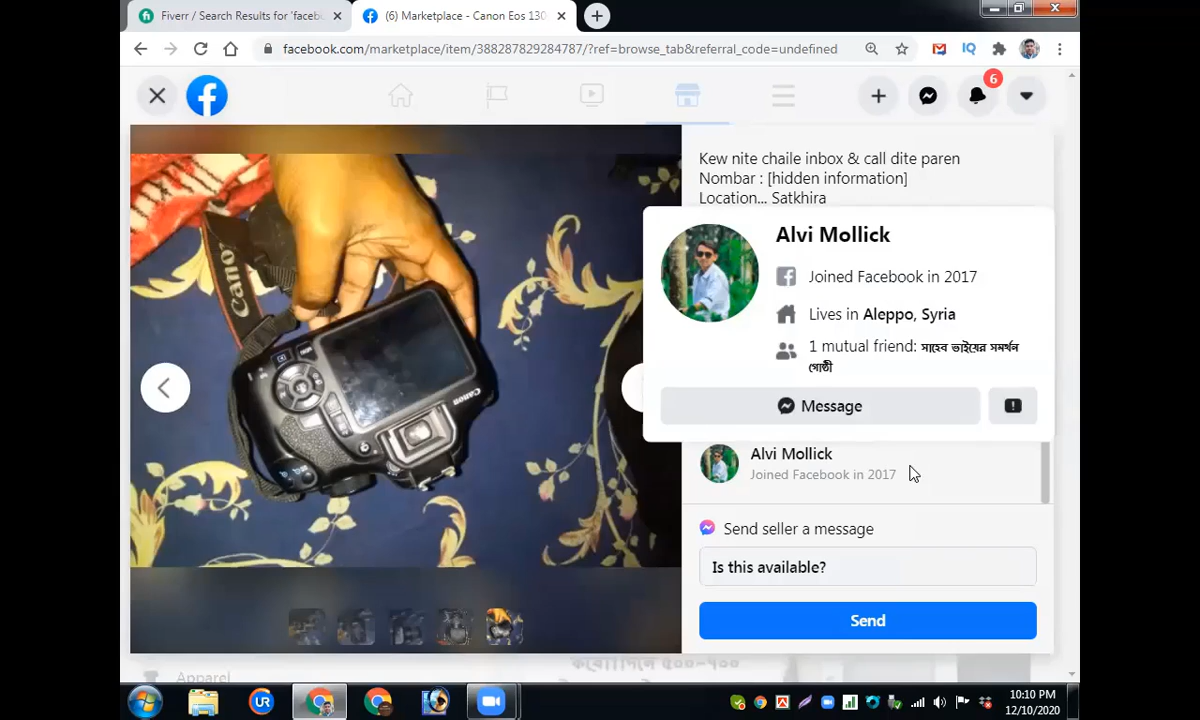 Fiverr / Search Results for 'facebu
(6) Marketplace - Canon Eos 130
facebook.com/marketplace/item/388287829284787/?ref=browse_tab&referral_code=undefined
IQ
6
Kew nite chaile inbox & call dite paren
Nombar : [hidden information]
Location... Satkhira
Alvi Mollick
Joined Facebook in 2017
Lives in Aleppo, Syria
1 mutual friend: সাহেব ভাইয়ের সমর্থন
গোষ্ঠী
Message
Alvi Mollick
Joined Facebook in 2017
Send seller a message
Is this available?
Send
Canon
Canon
Apparel
UR
10:10 PM
12/10/2020